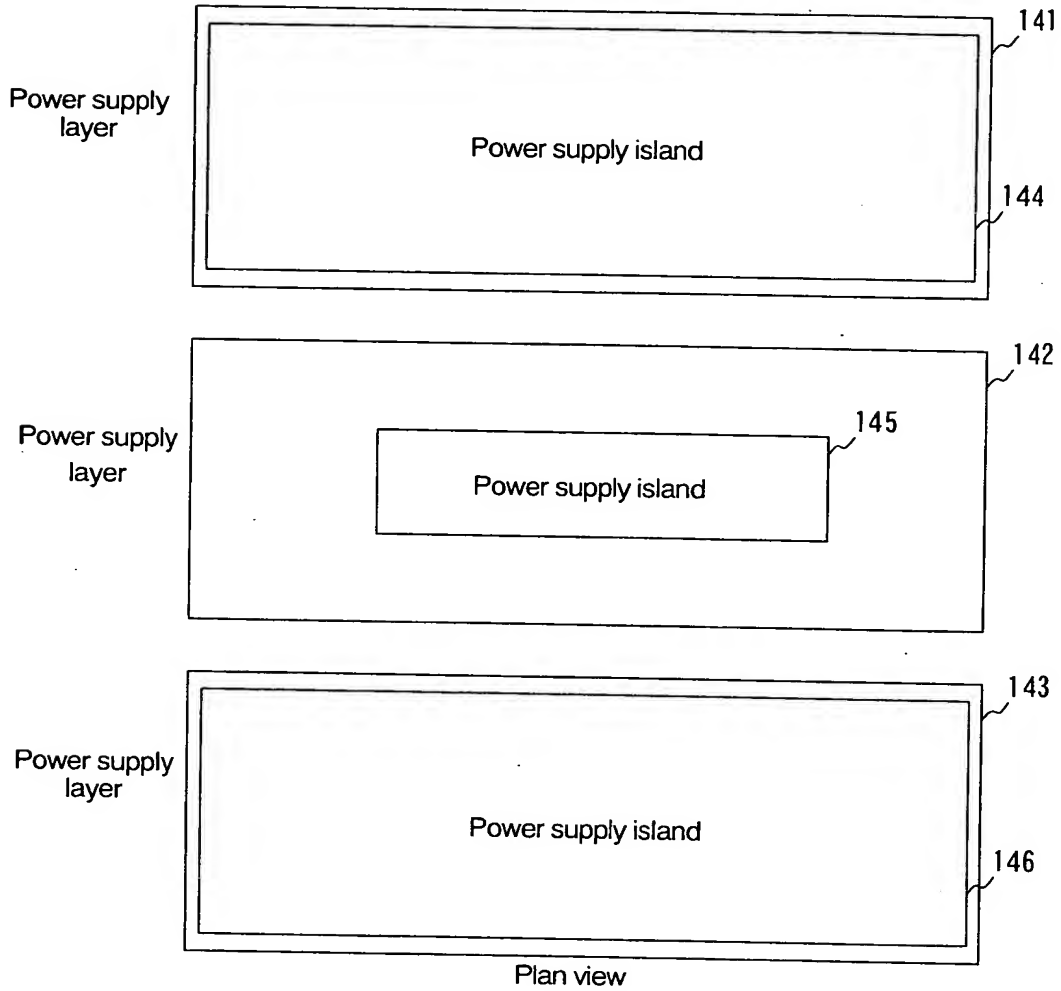 141
Power supply
layer
Power supply island
144
142
Power supply
layer
145
Power supply island
143
Power supply
layer
Power supply island
146
Plan view